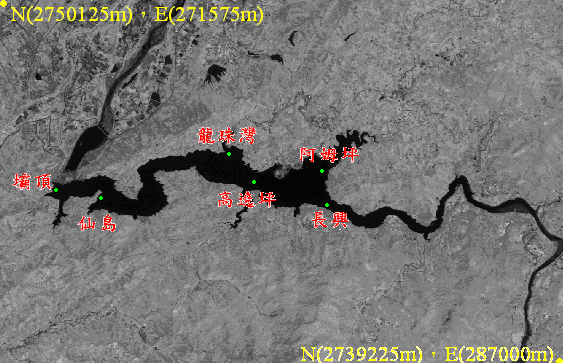 N(2750125m)，E(271575m)
龍珠灣
阿姆坪
壩頂
高遶坪
仙島
長興
N(2739225m)，E(287000m)